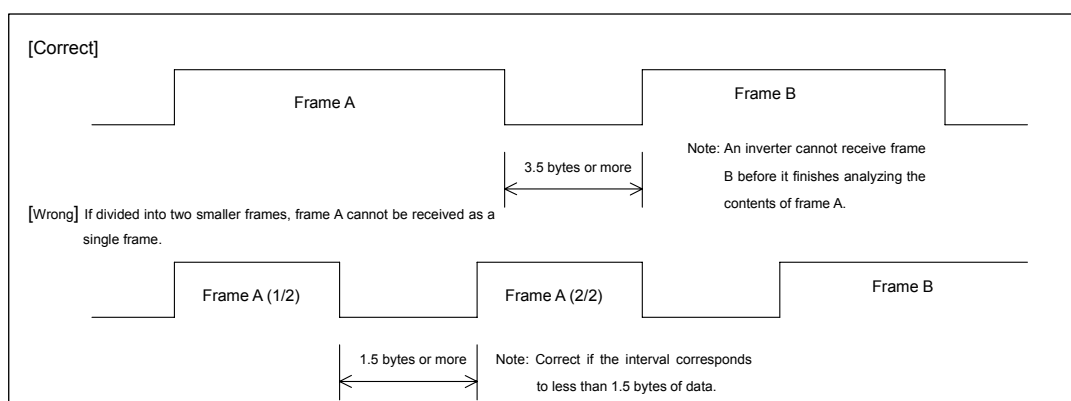 [Correct]
Frame A
Frame B
3.5 bytes or more
Note: An inverter cannot receive frame
B before it finishes analyzing the
contents of frame A.
[Wrong] If divided into two smaller frames, frame A cannot be received as a
single frame.
Frame A (1/2)
Frame A (2/2)
Frame B
1.5 bytes or more
Note: Correct if the interval corresponds
to less than 1.5 bytes of data.